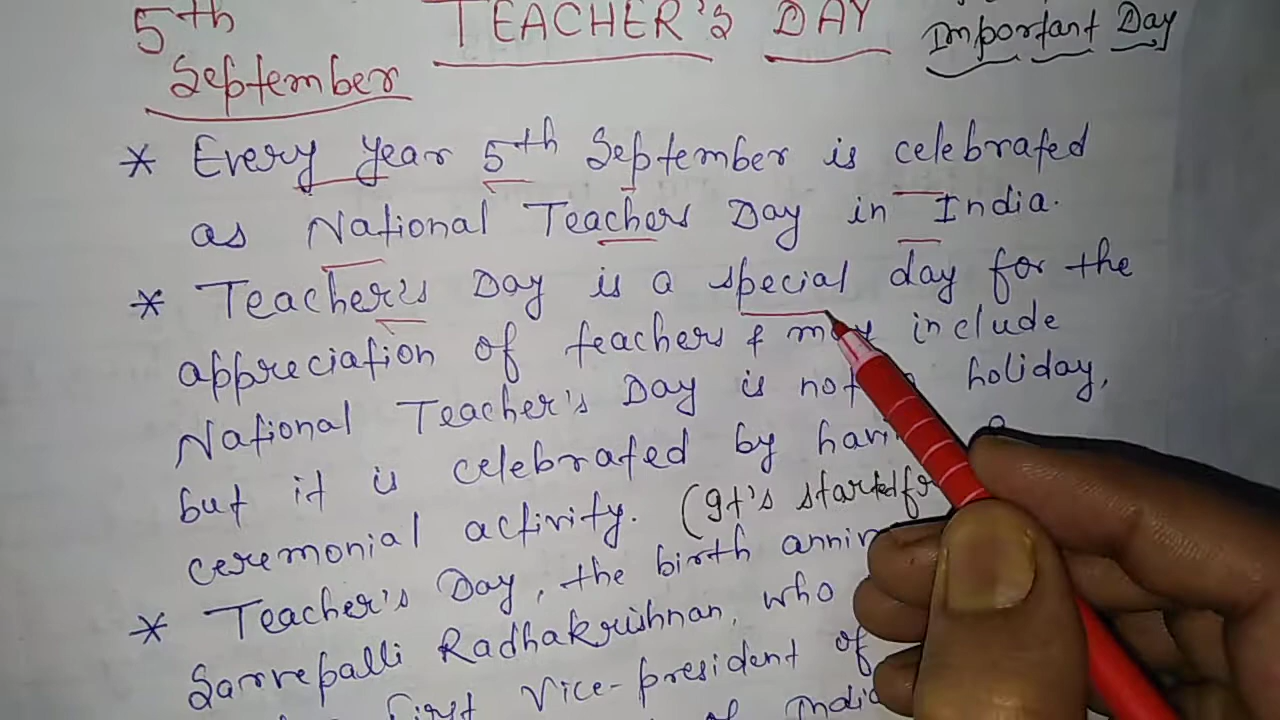 5th
TEACHER's DAY
Important Day
September
* Every year 5th September is celebrated
as National Teachers Day in India.
* Teacher's Day is a special day for the
appreciation of teachers & may include
National Teacher's Day is not holiday,
but it is celebrated by
ceremonial activity. (It's started
* Teacher's Day, the birth
Sarvepalli Radhakrishnan, who
First Vice-president of